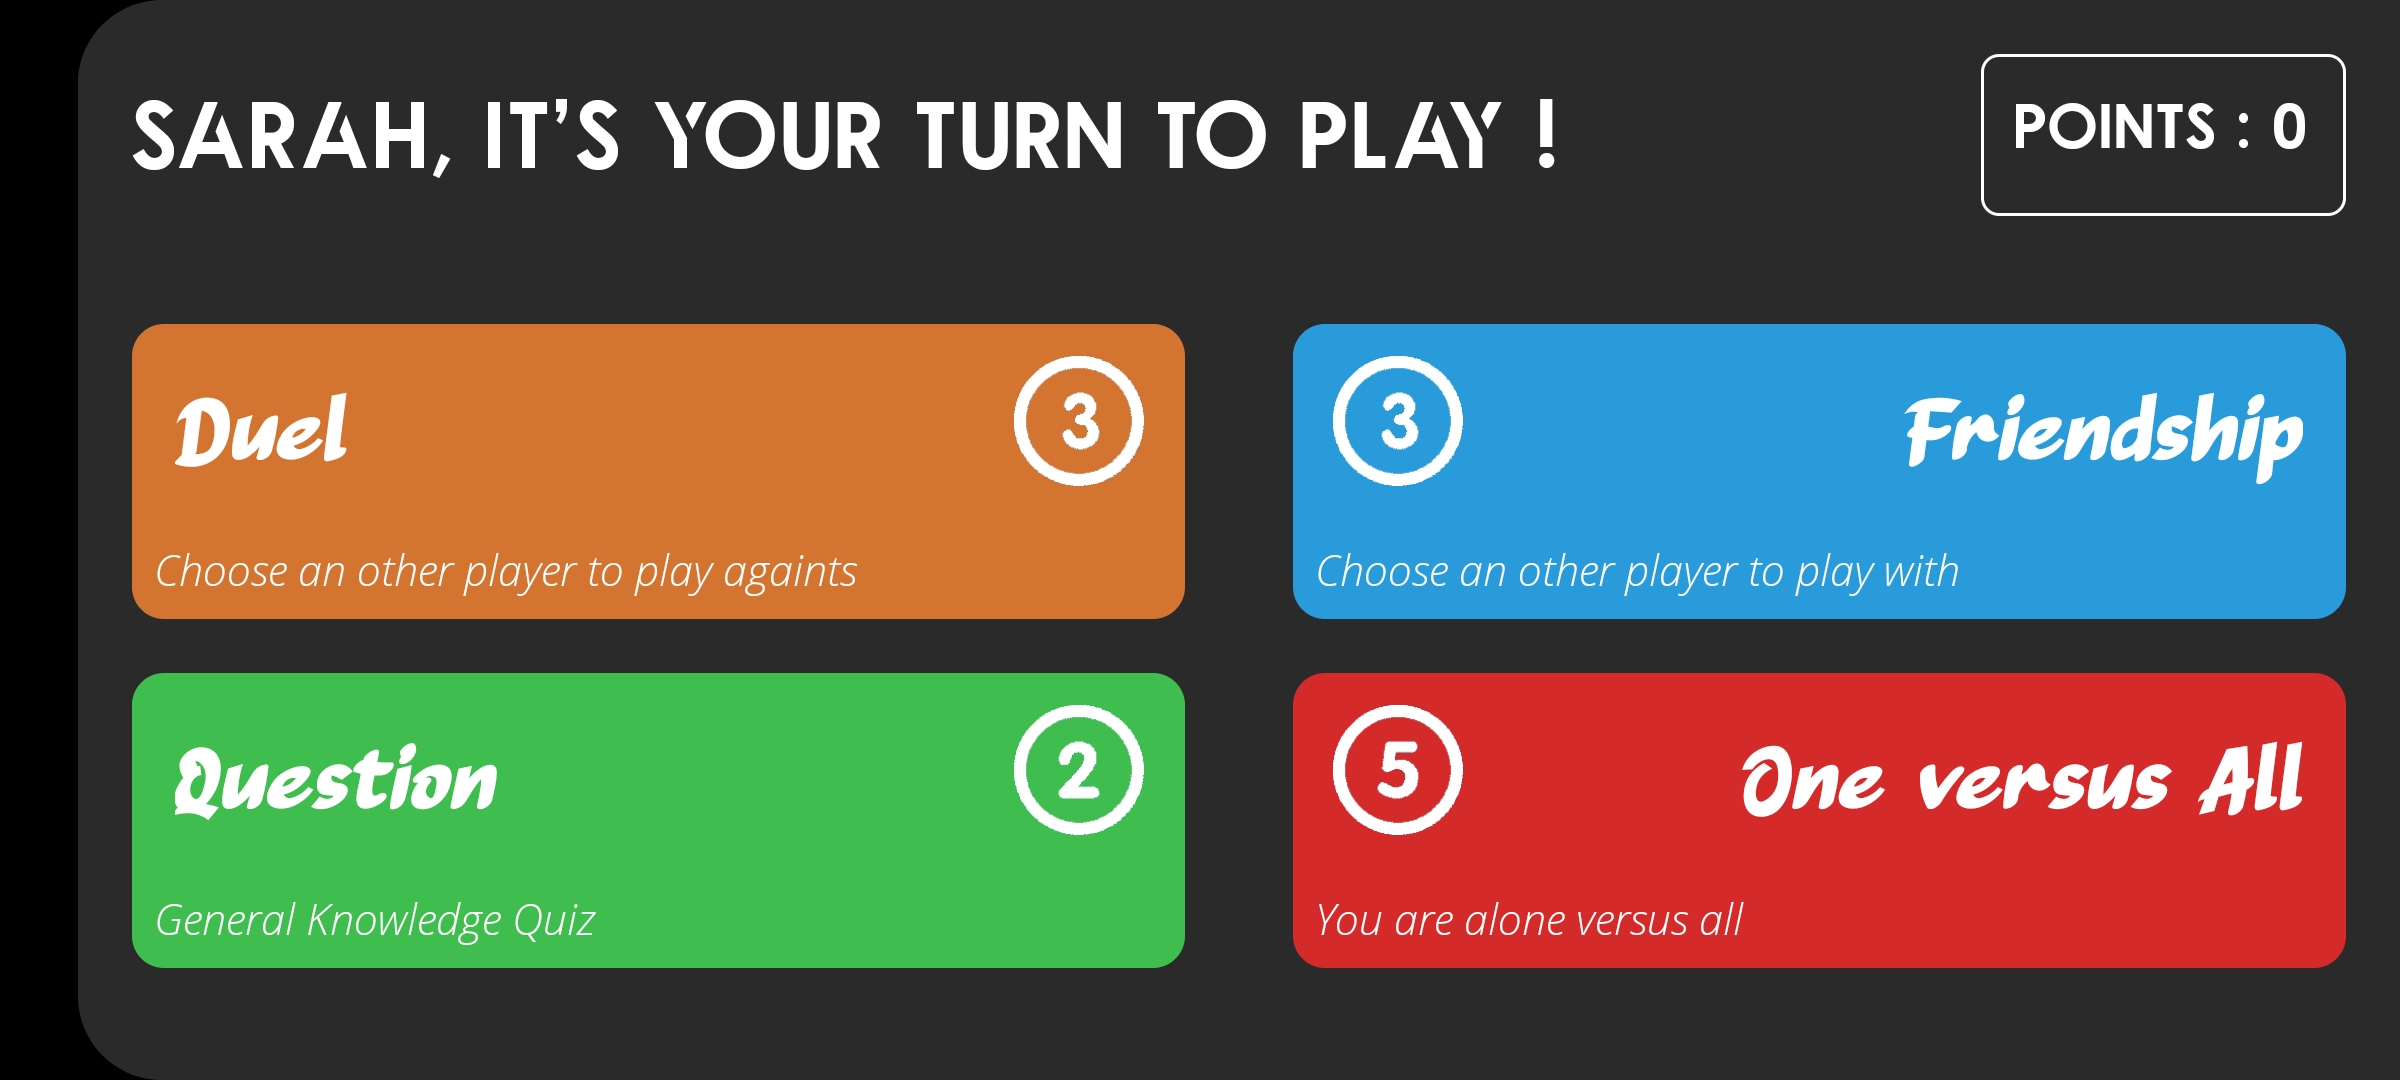 SARAH, IT’S YOUR TURN TO PLAY !
POINTS : 0
Duel
3
Choose an other player to play againts
3
Friendship
Choose an other player to play with
Question
2
General Knowledge Quiz
5
One versus All
You are alone versus all